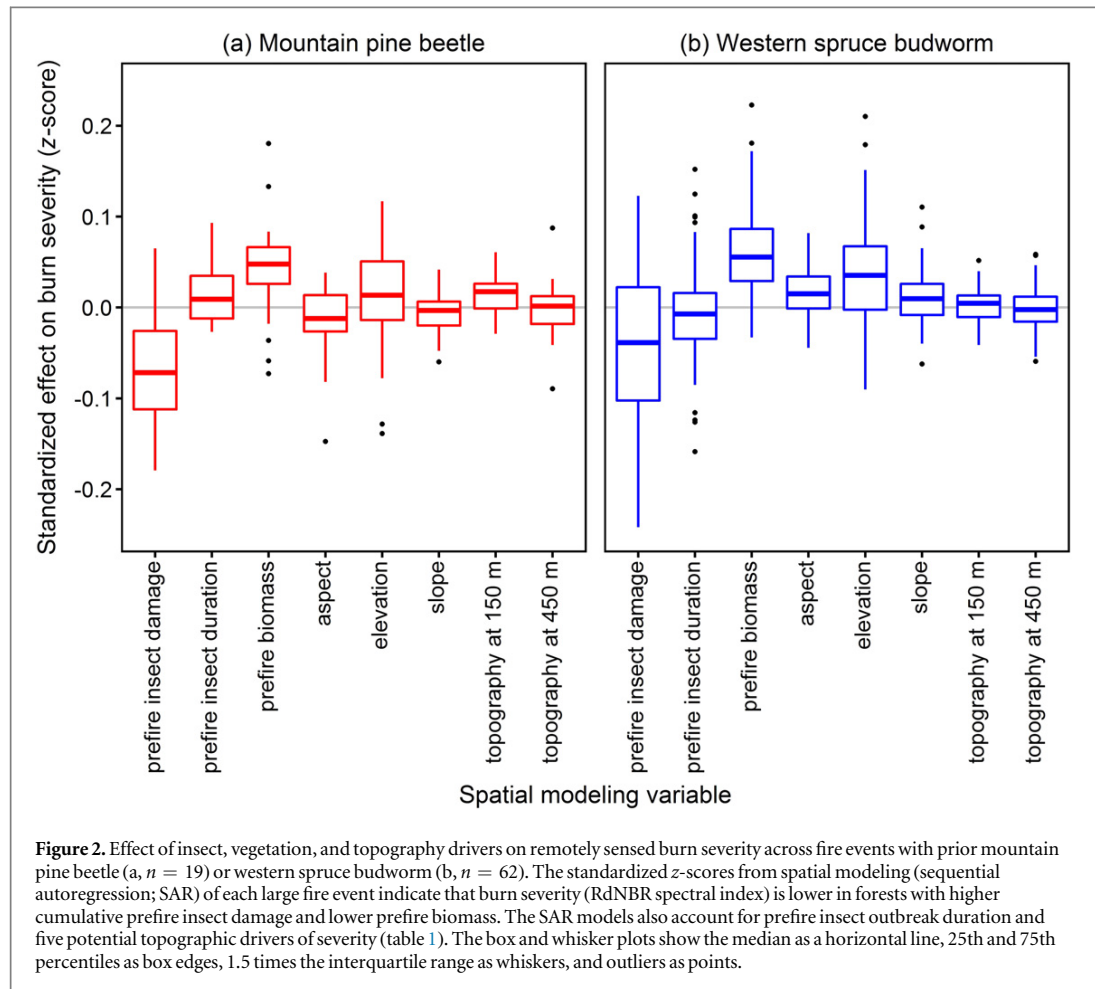 (a) Mountain pine beetle
(b) Western spruce budworm
Standardized effect on burn severity (z-score)
0.2
0.1
0.0
-0.1
-0.2
prefire insect damage
prefire insect duration
prefire biomass
aspect
elevation
slope
topography at 150 m
topography at 450 m
prefire insect damage
prefire insect duration
prefire biomass
aspect
elevation
slope
topography at 150 m
topography at 450 m
Spatial modeling variable
Figure 2. Effect of insect, vegetation, and topography drivers on remotely sensed burn severity across fire events with prior mountain
pine beetle (a, n = 19) or western spruce budworm (b, n = 62). The standardized z-scores from spatial modeling (sequential
autoregression; SAR) of each large fire event indicate that burn severity (RdNBR spectral index) is lower in forests with higher
cumulative prefire insect damage and lower prefire biomass. The SAR models also account for prefire insect outbreak duration and
five potential topographic drivers of severity (table 1). The box and whisker plots show the median as a horizontal line, 25th and 75th
percentiles as box edges, 1.5 times the interquartile range as whiskers, and outliers as points.